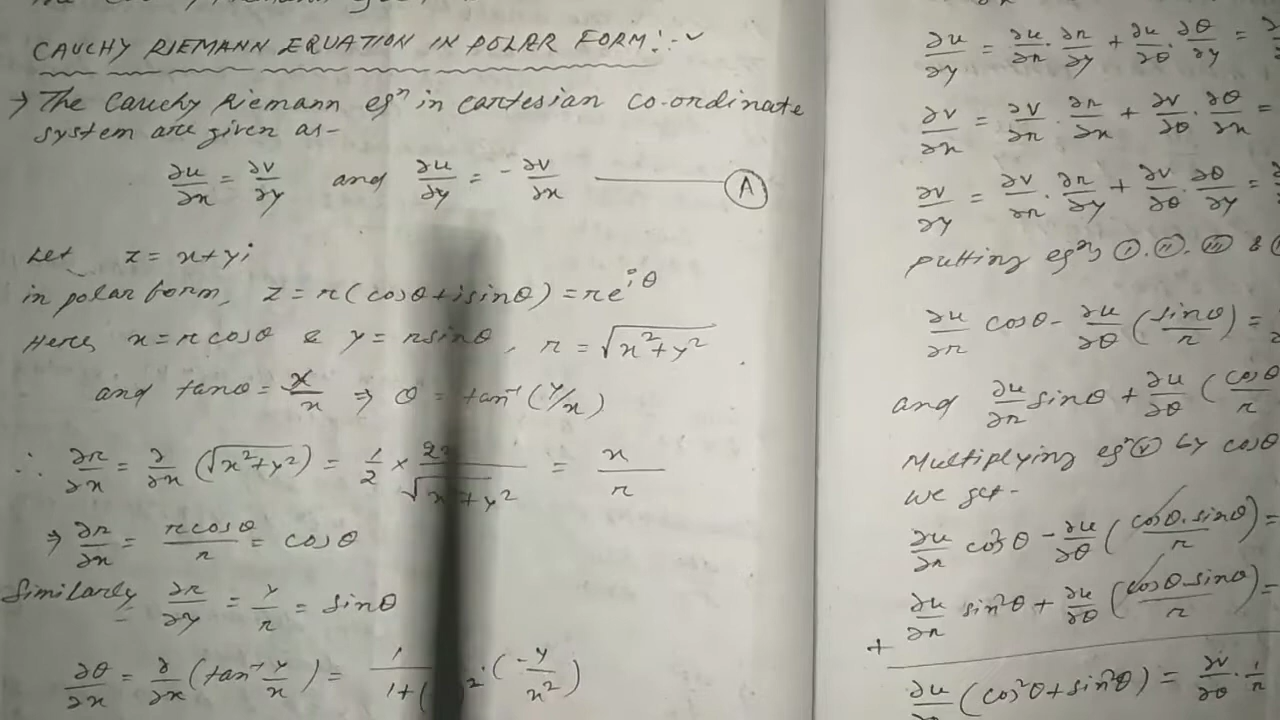 CAUCHY RIEMANN EQUATION IN POLAR FORM:-
→ The Cauchy Riemann eqⁿ in cartesian co-ordinate
system are given as-
∂u/∂x = ∂v/∂y and ∂u/∂y = -∂v/∂x —— (A)
Let z = x+yi
in polar form, z = r(cosθ+isinθ) = re^iθ
Here, x = r cosθ & y = rsinθ, r = √(x²+y²)
and tanθ = y/x ⇒ θ = tan⁻¹(y/x)
∴ ∂r/∂x = ∂/∂x (√(x²+y²)) = 1/2 × /√(x²+y²) = x/r
⇒ ∂r/∂x = rcosθ/r = cosθ
Similarly ∂r/∂y = y/r = sinθ
∂θ/∂x = ∂/∂x (tan⁻¹ y/x) = 1/1+( )² · (-y/x²)
∂u/∂y = ∂u/∂r · ∂r/∂y + ∂u/∂θ · ∂θ/∂y =
∂v/∂x = ∂v/∂r · ∂r/∂x + ∂v/∂θ · ∂θ/∂x =
∂v/∂y = ∂v/∂r · ∂r/∂y + ∂v/∂θ · ∂θ/∂y =
putting eqⁿs (i), (ii), (iii) &
∂u/∂r cosθ - ∂u/∂θ (sinθ/r) =
and ∂u/∂r sinθ + ∂u/∂θ (cosθ/r
Multiplying eqⁿ (v) by cosθ
we get-
∂u/∂r cos²θ - ∂u/∂θ (cosθ.sinθ/r) =
+ ∂u/∂r sin²θ + ∂u/∂θ (cosθ.sinθ/r) =
∂u/∂r (cos²θ+sin²θ) = ∂v/∂θ · 1/r